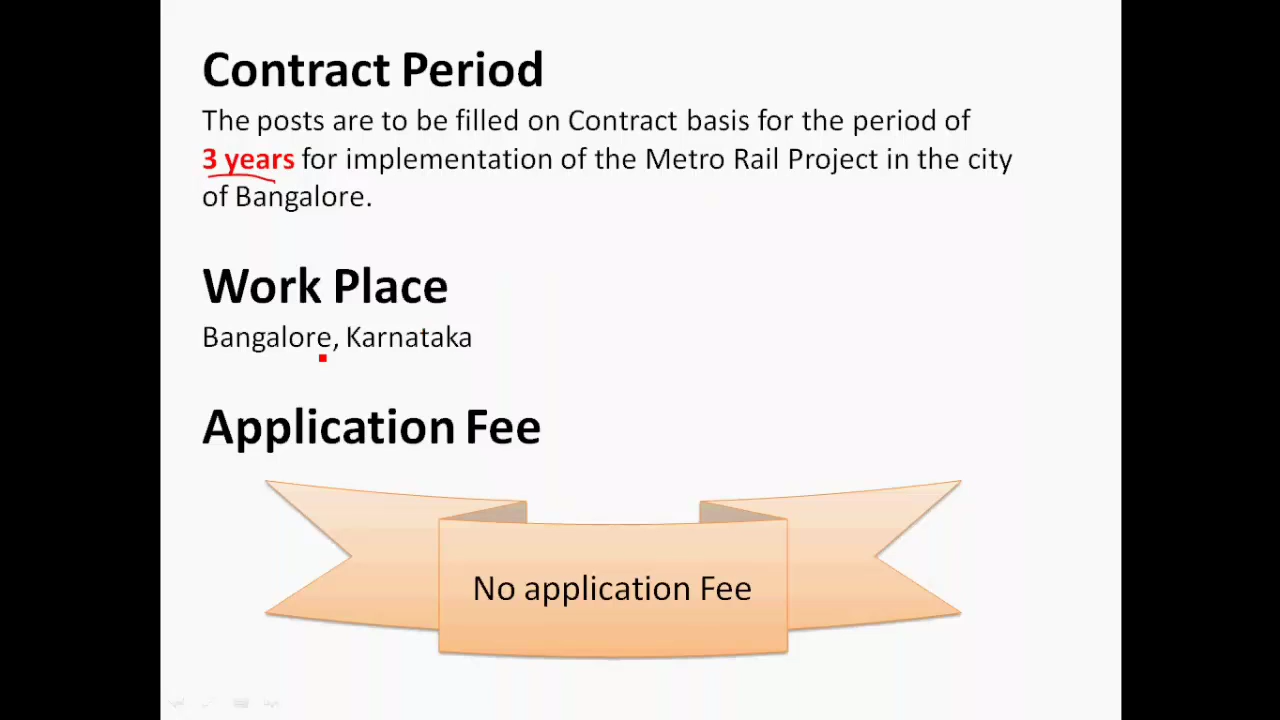 Contract Period
The posts are to be filled on Contract basis for the period of
3 years for implementation of the Metro Rail Project in the city
of Bangalore.
Work Place
Bangalore, Karnataka
Application Fee
No application Fee